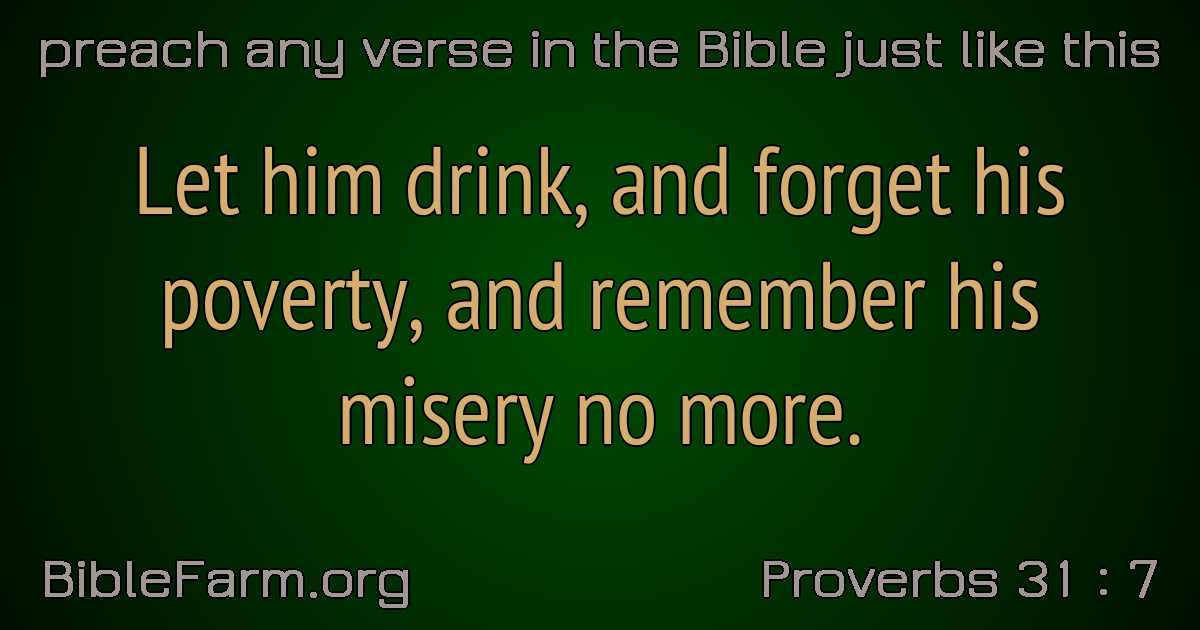 preach any verse in the Bible just like this
Let him drink, and forget his
poverty, and remember his
misery no more.
BibleFarm.org
Proverbs 31 : 7